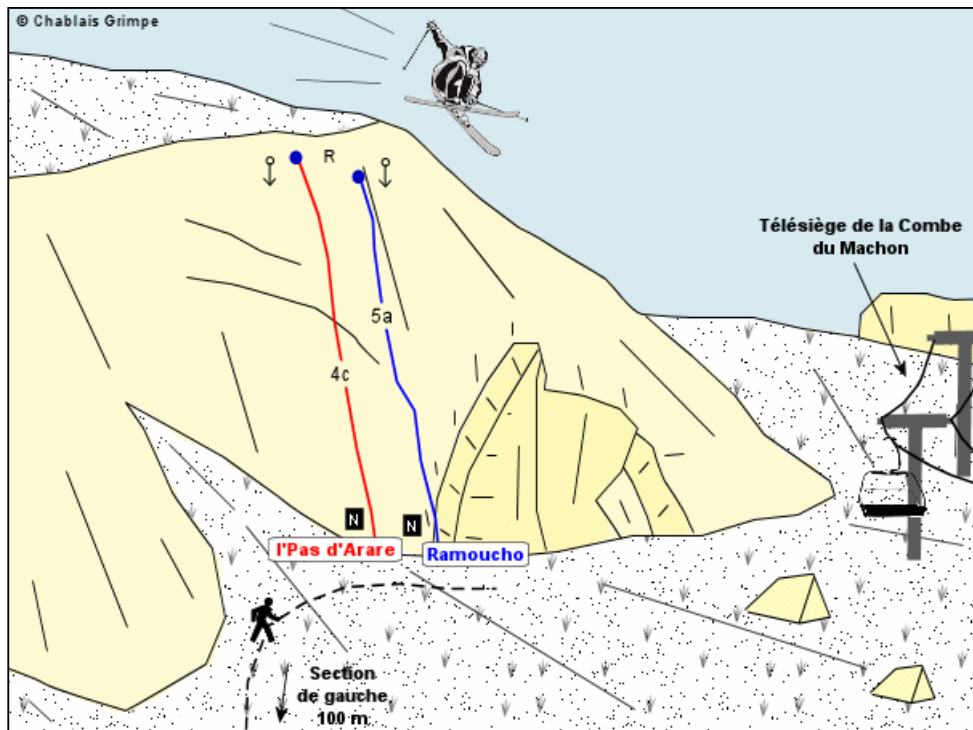 © Chablais Grimpe
R
Télésiège de la Combe
du Machon
5a
4c
N
N
l'Pas d'Arare
Ramoucho
Section
de gauche,
100 m